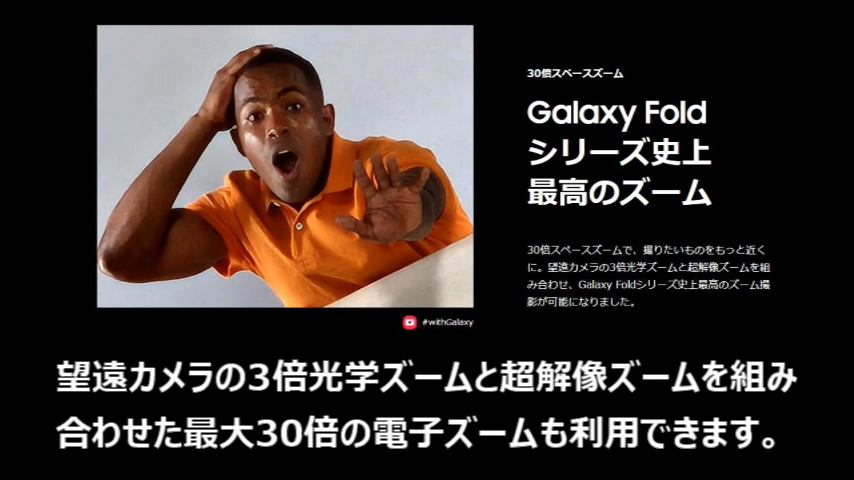 30倍スペースズーム
Galaxy Fold
シリーズ史上
最高のズーム
30倍スペースズームで、撮りたいものをもっと近く
に。望遠カメラの3倍光学ズームと超解像ズームを組
み合わせ、Galaxy Foldシリーズ史上最高のズーム撮
影が可能になりました。
#withGalaxy
望遠カメラの3倍光学ズームと超解像ズームを組み
合わせた最大30倍の電子ズームも利用できます。